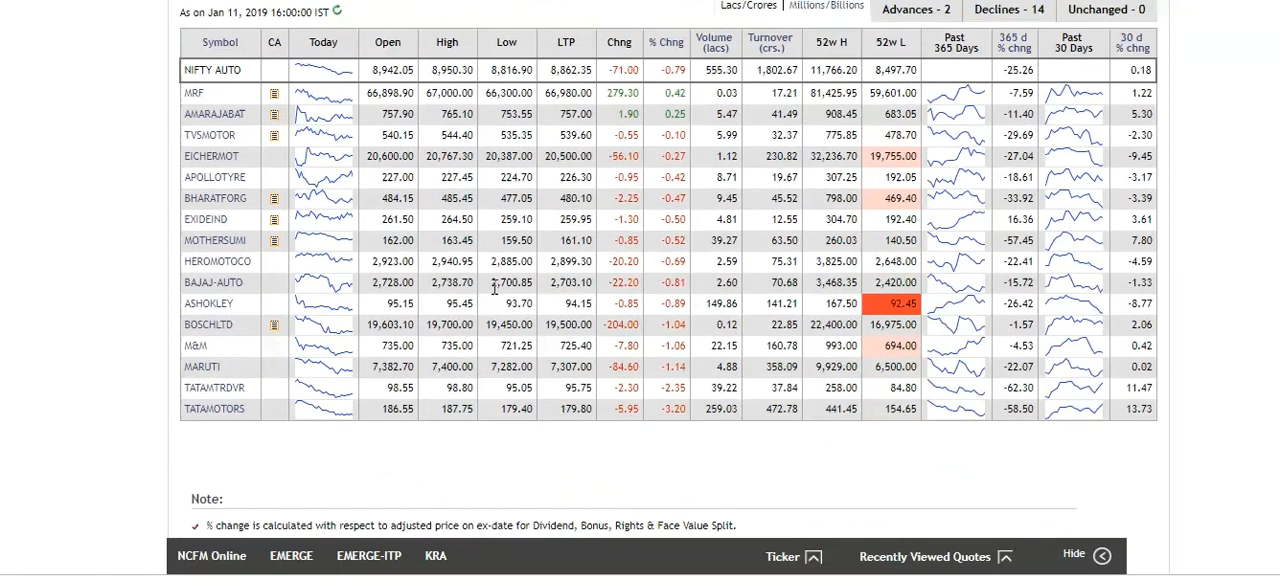 Lacs/Crores | Millions/Billions
As on Jan 11, 2019 16:00:00 IST Advances - 2 Declines - 14 Unchanged - 0
Symbol CA Today Open High Low LTP Chng % Chng Volume (lacs) Turnover (crs.) 52w H 52w L Past 365 Days 365 d % chng Past 30 Days 30 d % chng
NIFTY AUTO 8,942.05 8,950.30 8,816.90 8,862.35 -71.00 -0.79 555.30 1,802.67 11,766.20 8,497.70 -25.26 0.18
MRF 66,898.90 67,000.00 66,300.00 66,980.00 279.30 0.42 0.03 17.21 81,425.95 59,601.00 -7.59 1.22
AMARAJABAT 757.90 765.10 753.55 757.00 1.90 0.25 5.47 41.49 908.45 683.05 -11.40 5.30
TVSMOTOR 540.15 544.40 535.35 539.60 -0.55 -0.10 5.99 32.37 775.85 478.70 -29.69 -2.30
EICHERMOT 20,600.00 20,767.30 20,387.00 20,500.00 -56.10 -0.27 1.12 230.82 32,236.70 19,755.00 -27.04 -9.45
APOLLOTYRE 227.00 227.45 224.70 226.30 -0.95 -0.42 8.71 19.67 307.25 192.05 -18.61 -3.17
BHARATFORG 484.15 485.45 477.05 480.10 -2.25 -0.47 9.45 45.52 798.00 469.40 -33.92 -3.39
EXIDEIND 261.50 264.50 259.10 259.95 -1.30 -0.50 4.81 12.55 304.70 192.40 16.36 3.61
MOTHERSUMI 162.00 163.45 159.50 161.10 -0.85 -0.52 39.27 63.50 260.03 140.50 -57.45 7.80
HEROMOTOCO 2,923.00 2,940.95 2,885.00 2,899.30 -20.20 -0.69 2.59 75.31 3,825.00 2,648.00 -22.41 -4.59
BAJAJ-AUTO 2,728.00 2,738.70 2,700.85 2,703.10 -22.20 -0.81 2.60 70.68 3,468.35 2,420.00 -15.72 -1.33
ASHOKLEY 95.15 95.45 93.70 94.15 -0.85 -0.89 149.86 141.21 167.50 92.45 -26.42 -8.77
BOSCHLTD 19,603.10 19,700.00 19,450.00 19,500.00 -204.00 -1.04 0.12 22.85 22,400.00 16,975.00 -1.57 2.06
M&M 735.00 735.00 721.25 725.40 -7.80 -1.06 22.15 160.78 993.00 694.00 -4.53 0.42
MARUTI 7,382.70 7,400.00 7,282.00 7,307.00 -84.60 -1.14 4.88 358.09 9,929.00 6,500.00 -22.07 0.02
TATAMTRDVR 98.55 98.80 95.05 95.75 -2.30 -2.35 39.22 37.84 258.00 84.80 -62.30 11.47
TATAMOTORS 186.55 187.75 179.40 179.80 -5.95 -3.20 259.03 472.78 441.45 154.65 -58.50 13.73
Note:
% change is calculated with respect to adjusted price on ex-date for Dividend, Bonus, Rights & Face Value Split.
NCFM Online EMERGE EMERGE-ITP KRA Ticker Recently Viewed Quotes Hide